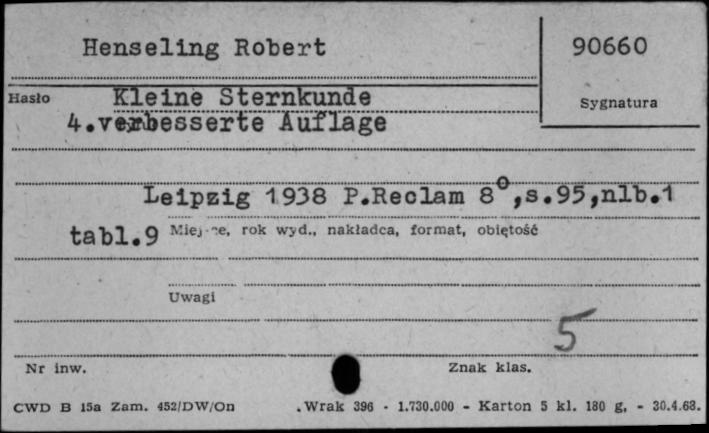 Henseling Robert
90660
Hasło
Kleine Sternkunde
Sygnatura
4.verbesserte Auflage
Leipzig 1938 P.Reclam 8°,s.95,nlb.1
tabl.9
Miejsce, rok wyd., nakładca, format, objętość
Uwagi
5
Nr inw.
Znak klas.
CWD B 15a Zam. 452/DW/On
.Wrak 396 - 1.730.000 - Karton 5 kl. 180 g, - 30.4.68.